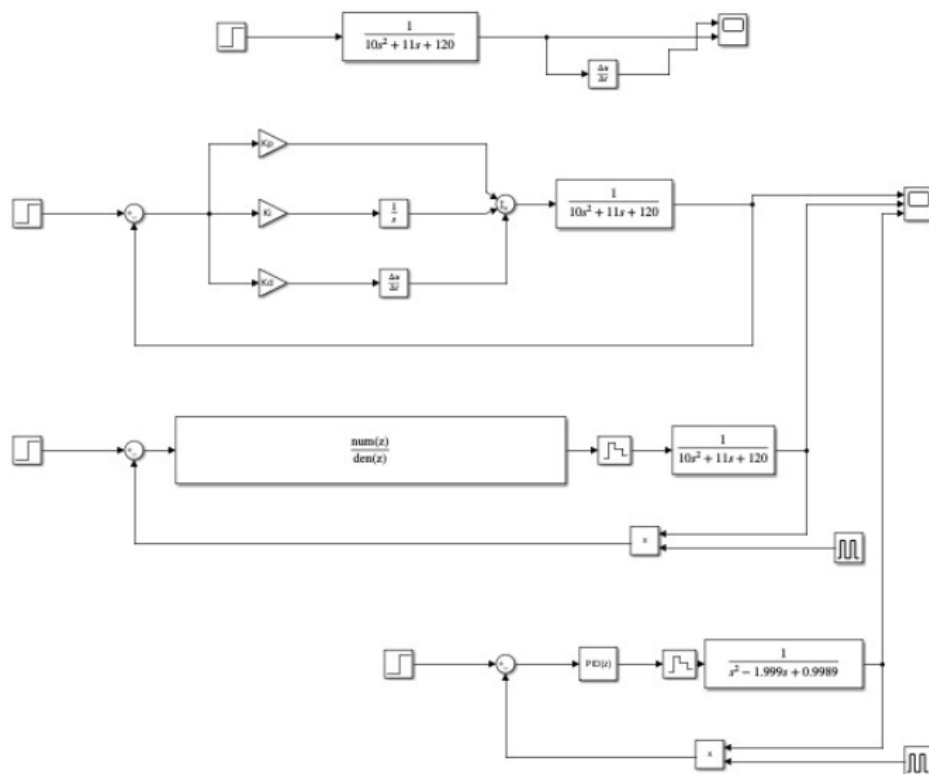 1
10s² + 11s + 120
Δu
Δt
Kp
Ki
1
s
Kd
Δu
Δt
1
10s² + 11s + 120
num(z)
den(z)
1
10s² + 11s + 120
x
PID(z)
1
s² − 1.999s + 0.9989
x